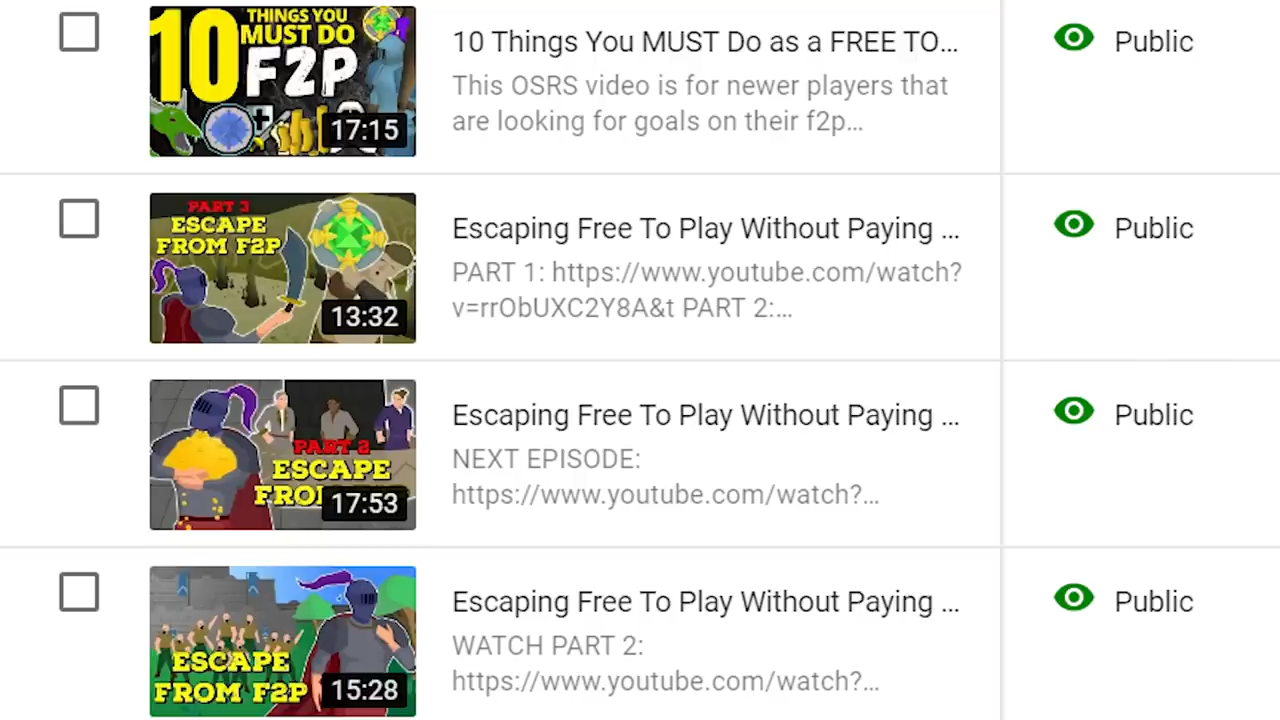 10
THINGS YOU
MUST DO
F2P
17:15
10 Things You MUST Do as a FREE TO...
This OSRS video is for newer players that
are looking for goals on their f2p...
Public
PART 3
ESCAPE
FROM F2P
13:32
Escaping Free To Play Without Paying ...
PART 1: https://www.youtube.com/watch?
v=rrObUXC2Y8A&t PART 2:...
Public
PART 2
ESCAPE
FRO
17:53
Escaping Free To Play Without Paying ...
NEXT EPISODE:
https://www.youtube.com/watch?...
Public
ESCAPE
FROM F2P
15:28
Escaping Free To Play Without Paying ...
WATCH PART 2:
https://www.youtube.com/watch?...
Public